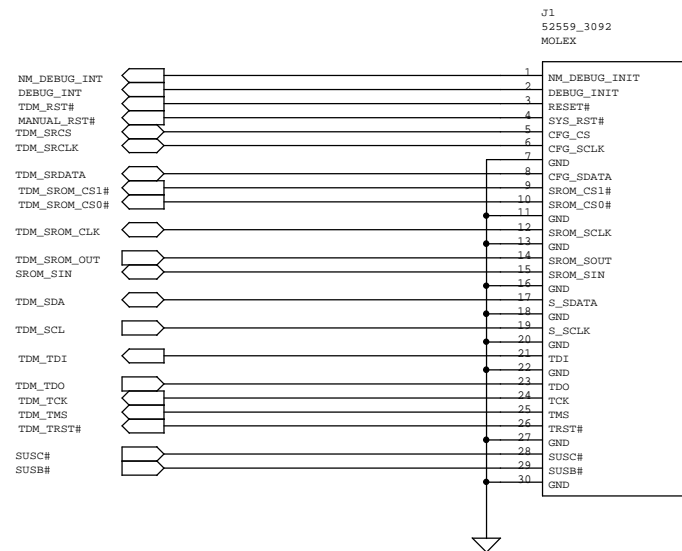 J1
52559_3092
MOLEX
NM_DEBUG_INT 1 NM_DEBUG_INIT
DEBUG_INT 2 DEBUG_INIT
TDM_RST# 3 RESET#
MANUAL_RST# 4 SYS_RST#
TDM_SRCS 5 CFG_CS
TDM_SRCLK 6 CFG_SCLK
7 GND
TDM_SRDATA 8 CFG_SDATA
TDM_SROM_CS1# 9 SROM_CS1#
TDM_SROM_CS0# 10 SROM_CS0#
11 GND
TDM_SROM_CLK 12 SROM_SCLK
13 GND
TDM_SROM_OUT 14 SROM_SOUT
SROM_SIN 15 SROM_SIN
16 GND
TDM_SDA 17 S_SDATA
18 GND
TDM_SCL 19 S_SCLK
20 GND
TDM_TDI 21 TDI
22 GND
TDM_TDO 23 TDO
TDM_TCK 24 TCK
TDM_TMS 25 TMS
TDM_TRST# 26 TRST#
27 GND
SUSC# 28 SUSC#
SUSB# 29 SUSB#
30 GND